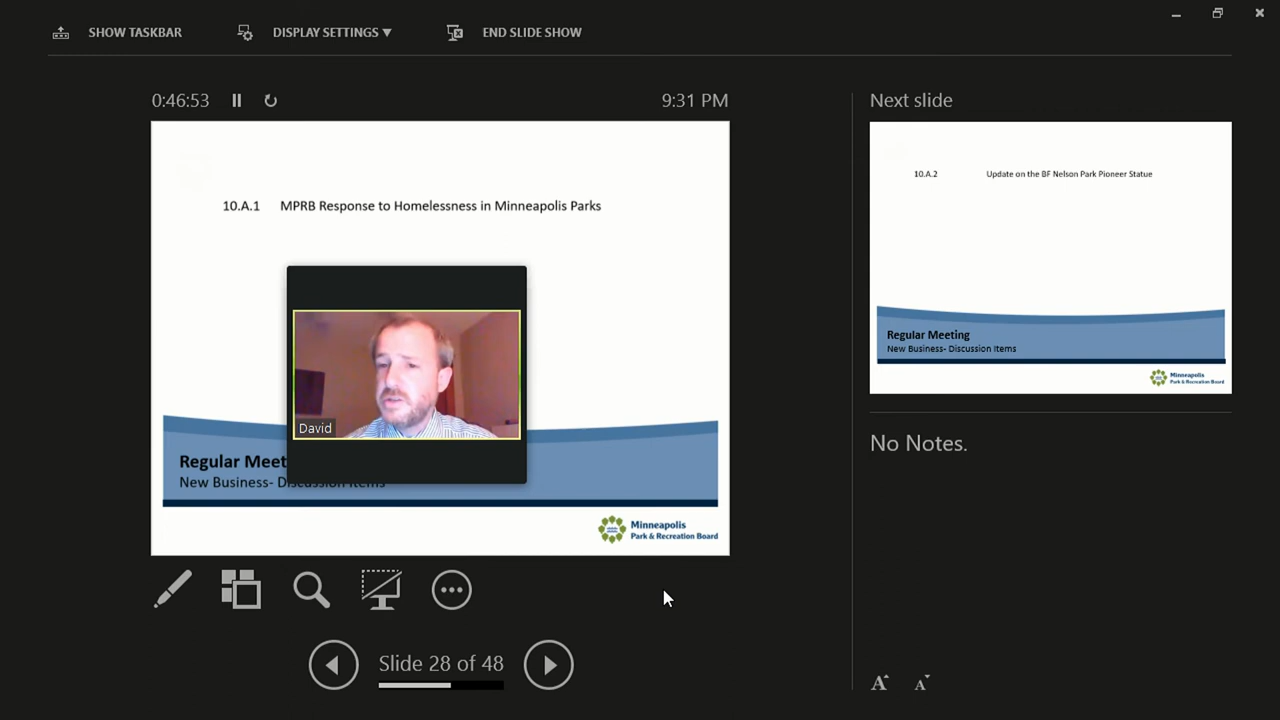 SHOW TASKBAR
DISPLAY SETTINGS ▼
END SLIDE SHOW
0:46:53
9:31 PM
10.A.1 MPRB Response to Homelessness in Minneapolis Parks
David
Regular Meet
New Business- Discussion Items
Minneapolis
Park & Recreation Board
Slide 28 of 48
Next slide
10.A.2 Update on the BF Nelson Park Pioneer Statue
Regular Meeting
New Business- Discussion Items
Minneapolis
Park & Recreation Board
No Notes.
A A